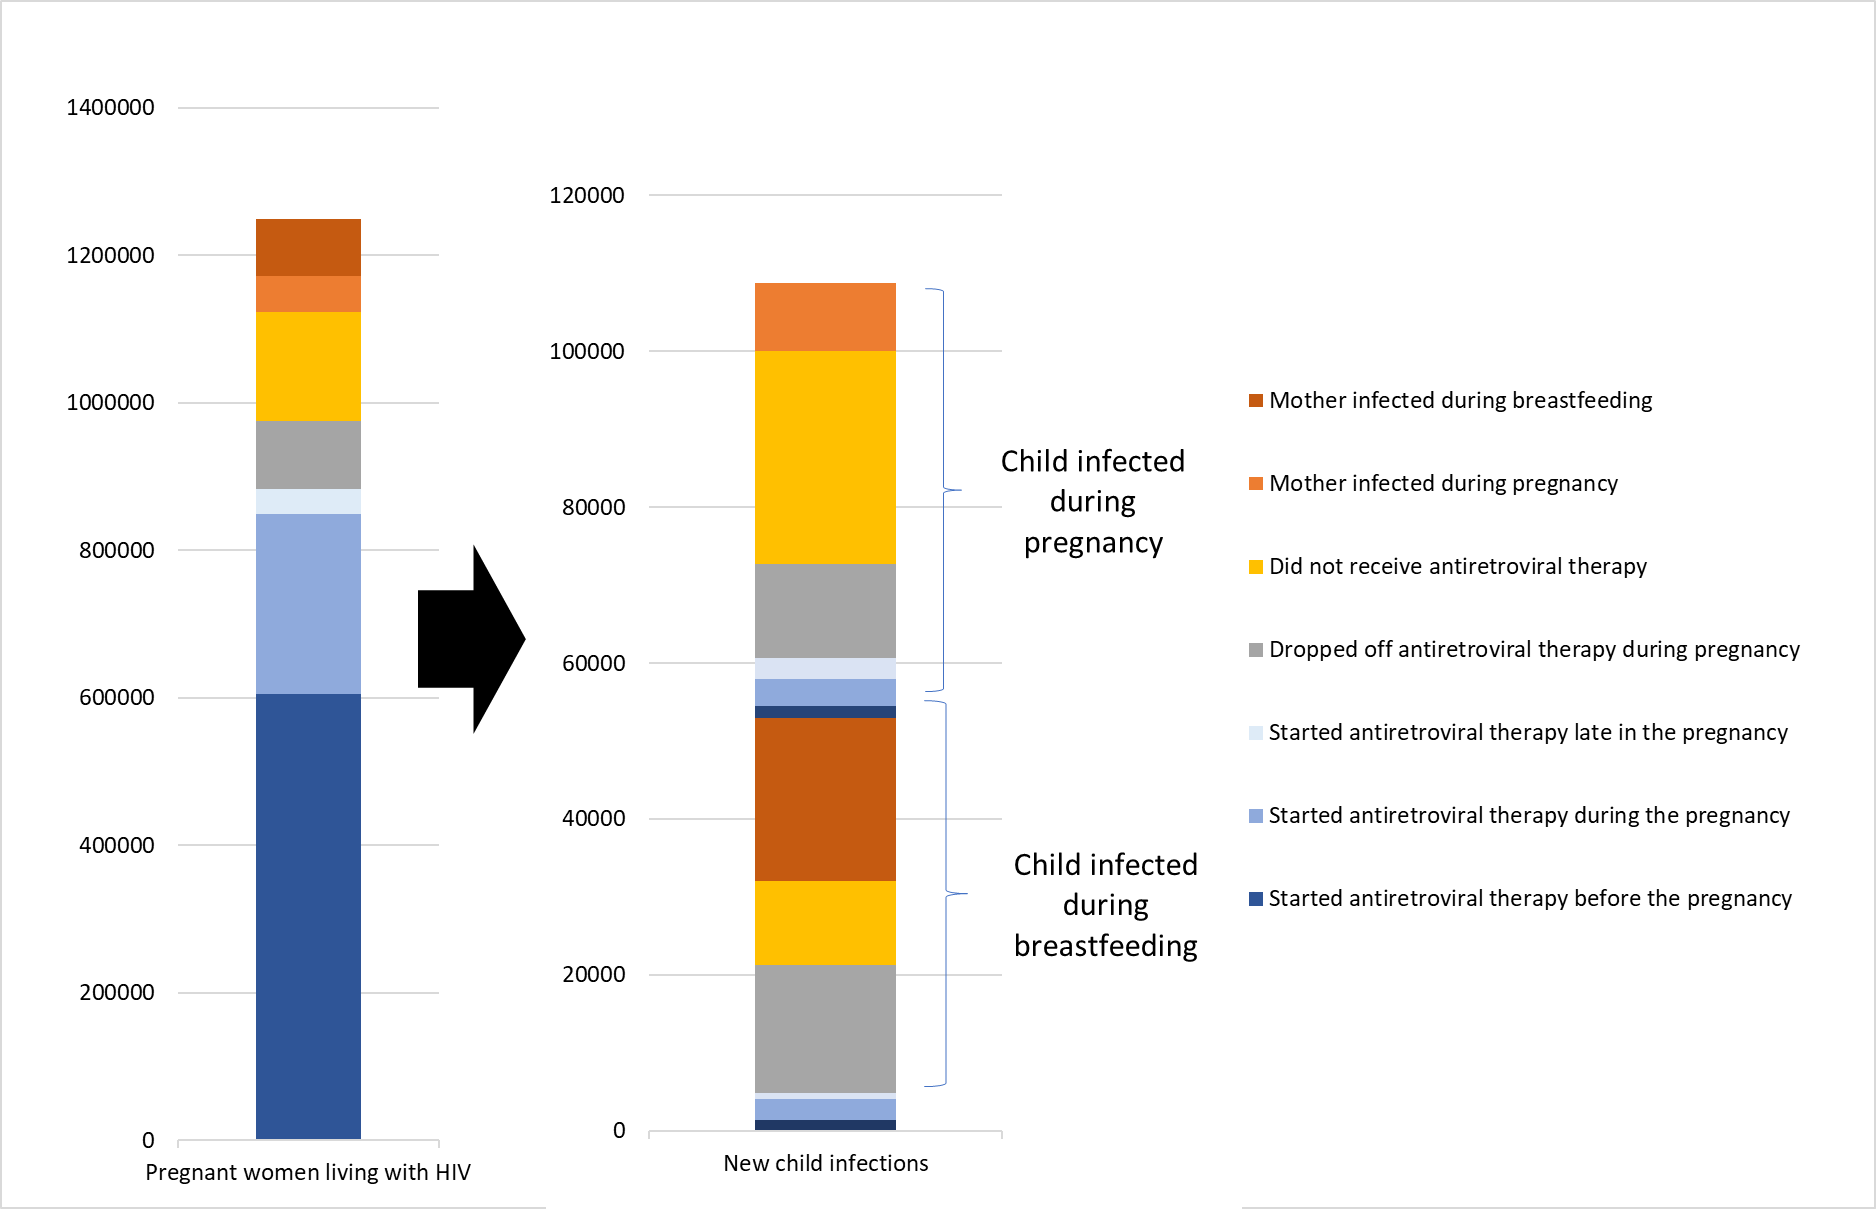 1400000
1200000
1000000
800000
600000
400000
200000
0
Pregnant women living with HIV
120000
100000
80000
60000
40000
20000
0
New child infections
Child infected
during
pregnancy
Child infected
during
breastfeeding
Mother infected during breastfeeding
Mother infected during pregnancy
Did not receive antiretroviral therapy
Dropped off antiretroviral therapy during pregnancy
Started antiretroviral therapy late in the pregnancy
Started antiretroviral therapy during the pregnancy
Started antiretroviral therapy before the pregnancy